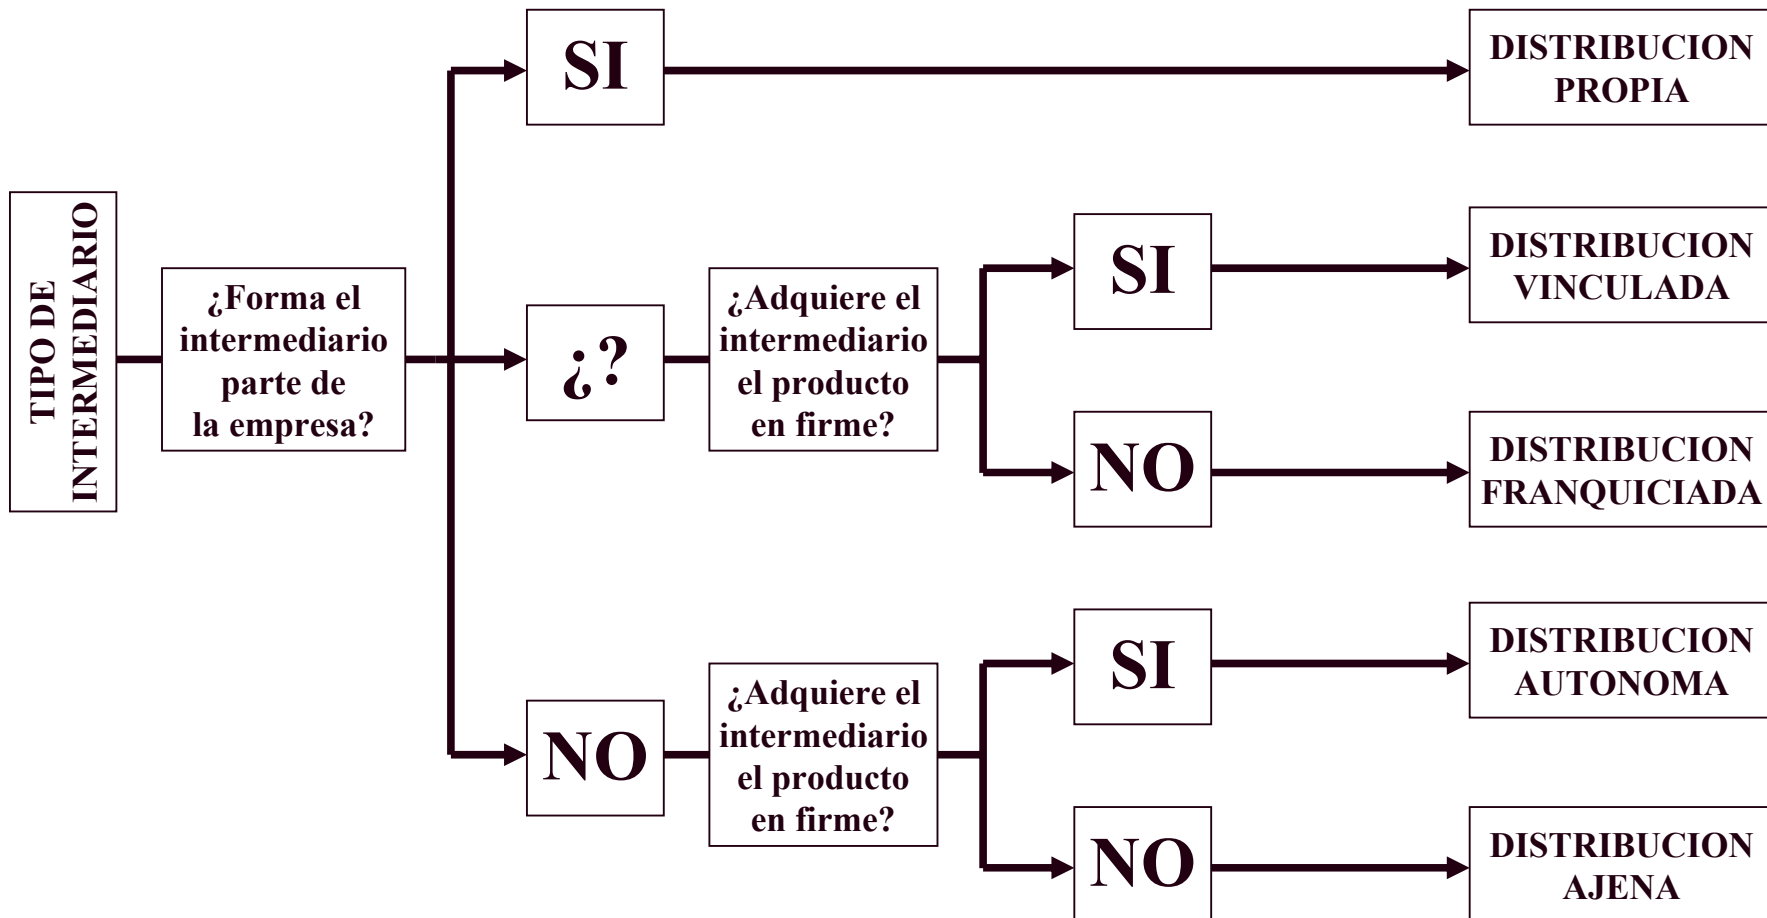 TIPO DE
INTERMEDIARIO
¿Forma el
intermediario
parte de
la empresa?
SI
DISTRIBUCION
PROPIA
¿?
¿Adquiere el
intermediario
el producto
en firme?
SI
DISTRIBUCION
VINCULADA
NO
DISTRIBUCION
FRANQUICIADA
NO
¿Adquiere el
intermediario
el producto
en firme?
SI
DISTRIBUCION
AUTONOMA
NO
DISTRIBUCION
AJENA